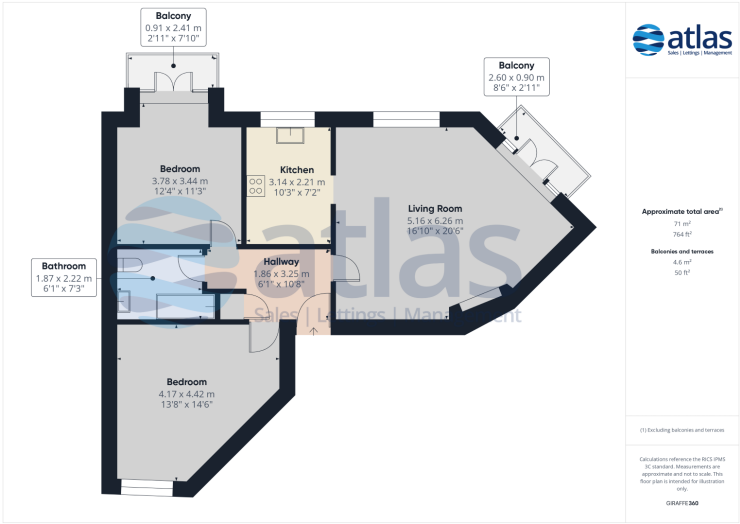 Balcony
0.91 x 2.41 m
2'11" x 7'10"
Balcony
2.60 x 0.90 m
8'6" x 2'11"
Bedroom
3.78 x 3.44 m
12'4" x 11'3"
Kitchen
3.14 x 2.21 m
10'3" x 7'2"
Living Room
5.16 x 6.26 m
16'10" x 20'6"
Bathroom
1.87 x 2.22 m
6'1" x 7'3"
Hallway
1.86 x 3.25 m
6'1" x 10'8"
atlas
Sales | Lettings | Management
Bedroom
4.17 x 4.42 m
13'8" x 14'6"
atlas
Sales | Lettings | Management
Approximate total area⁽¹⁾
71 m²
764 ft²
Balconies and terraces
4.6 m²
50 ft²
(1) Excluding balconies and terraces
Calculations reference the RICS IPMS
3C standard. Measurements are
approximate and not to scale. This
floor plan is intended for illustration
only.
GIRAFFE360